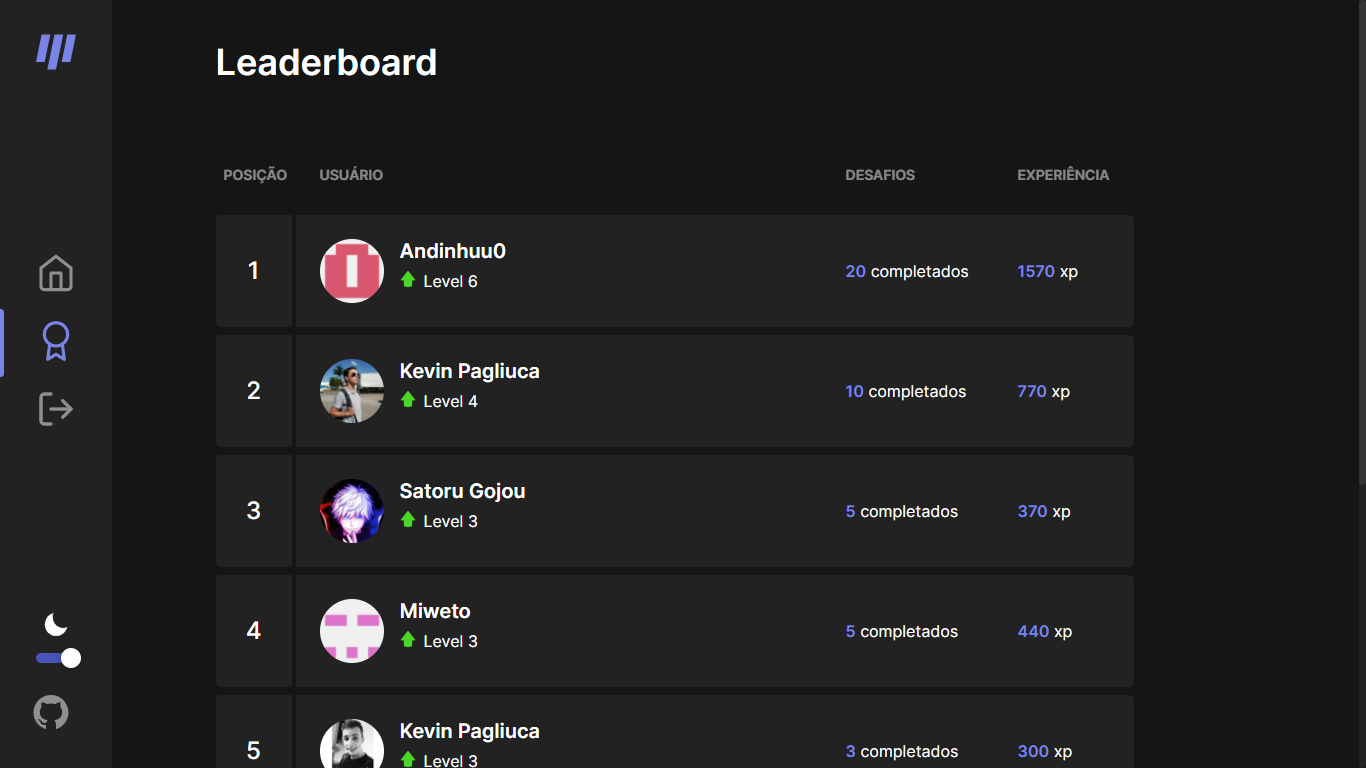 Leaderboard
POSIÇÃO USUÁRIO DESAFIOS EXPERIÊNCIA
1 Andinhuu0 20 completados 1570 xp
Level 6
2 Kevin Pagliuca 10 completados 770 xp
Level 4
3 Satoru Gojou 5 completados 370 xp
Level 3
4 Miweto 5 completados 440 xp
Level 3
5 Kevin Pagliuca 3 completados 300 xp
Level 3